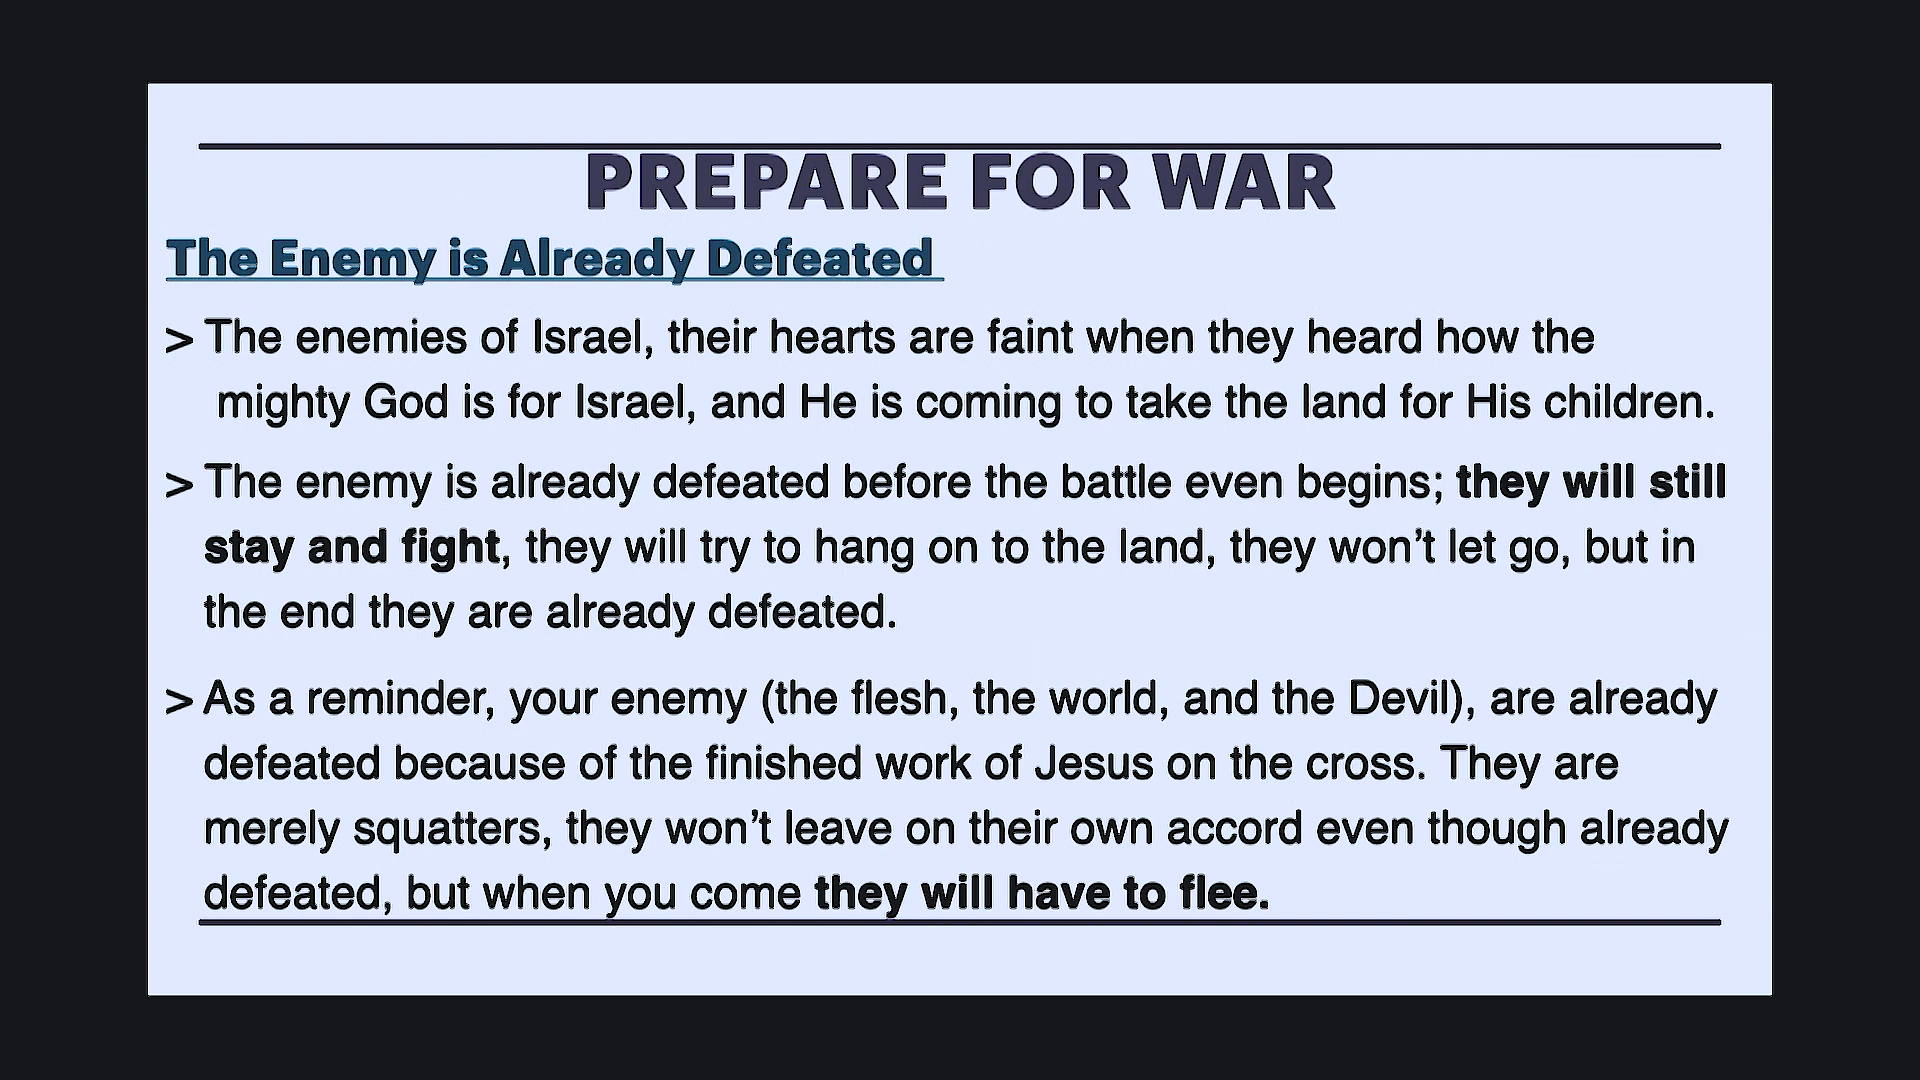 PREPARE FOR WAR
The Enemy is Already Defeated
> The enemies of Israel, their hearts are faint when they heard how the
mighty God is for Israel, and He is coming to take the land for His children.
> The enemy is already defeated before the battle even begins; they will still
stay and fight, they will try to hang on to the land, they won’t let go, but in
the end they are already defeated.
> As a reminder, your enemy (the flesh, the world, and the Devil), are already
defeated because of the finished work of Jesus on the cross. They are
merely squatters, they won’t leave on their own accord even though already
defeated, but when you come they will have to flee.